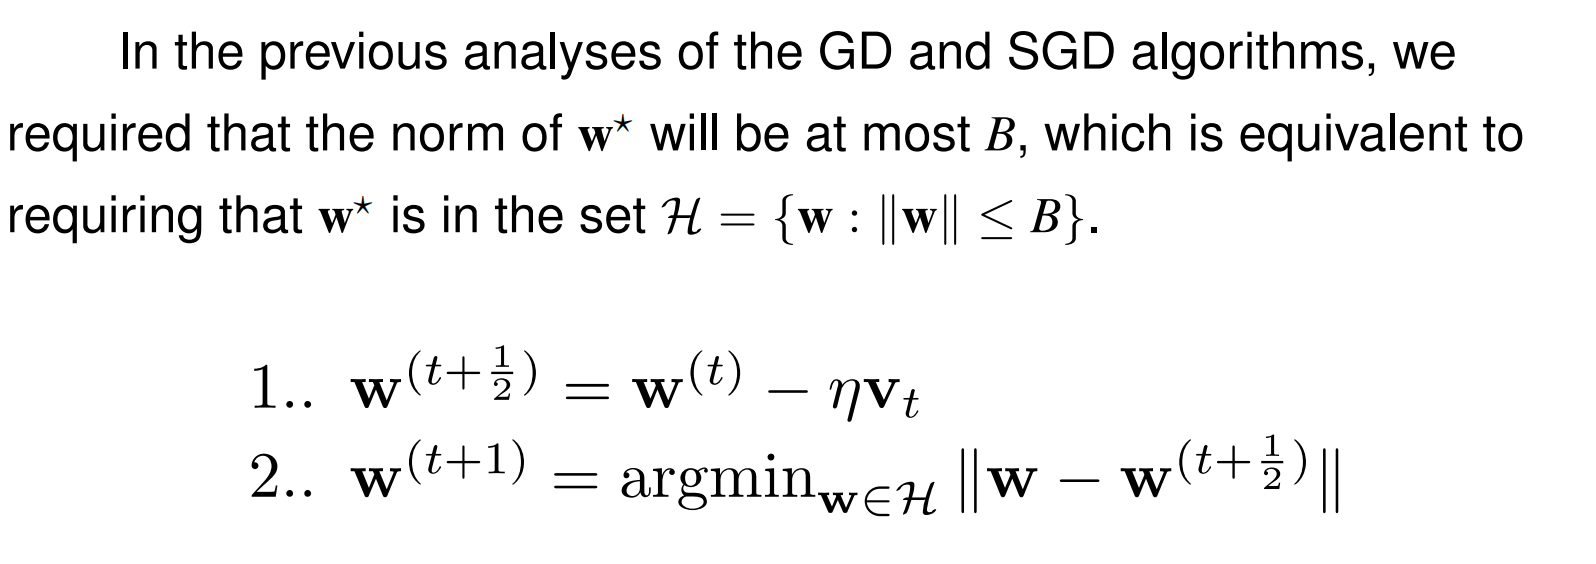 In the previous analyses of the GD and SGD algorithms, we
required that the norm of w⋆ will be at most B, which is equivalent to
requiring that w⋆ is in the set ℋ = {w : ‖w‖ ≤ B}.
1.. w^(t+1/2) = w^(t) − ηv_t
2.. w^(t+1) = argmin_{w∈ℋ} ‖w − w^(t+1/2)‖